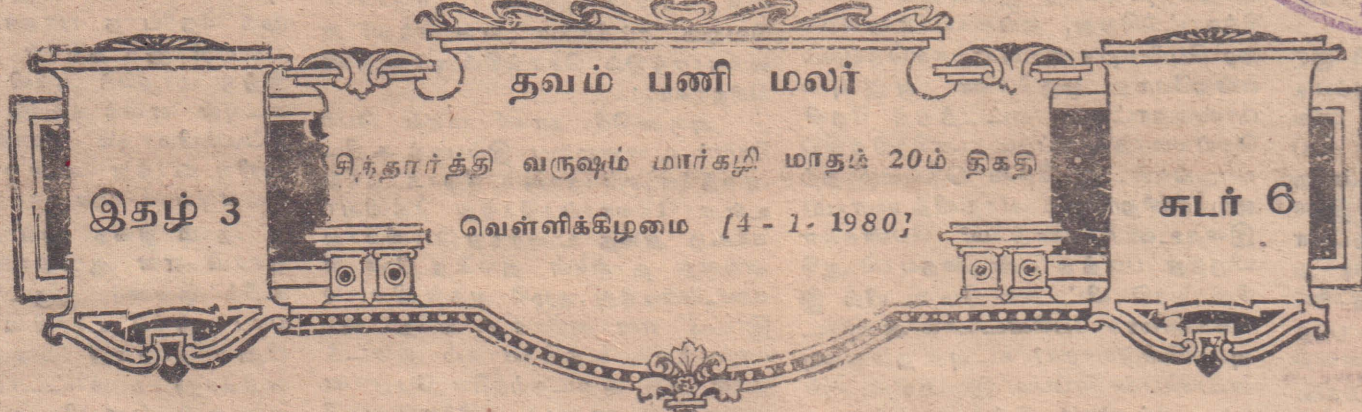 தவம் பணி மலர்
சித்தார்த்தி வருஷம் மார்கழி மாதம் 20ம் திகதி
வெள்ளிக்கிழமை [4 - 1- 1980]
இதழ் 3
சுடர் 6